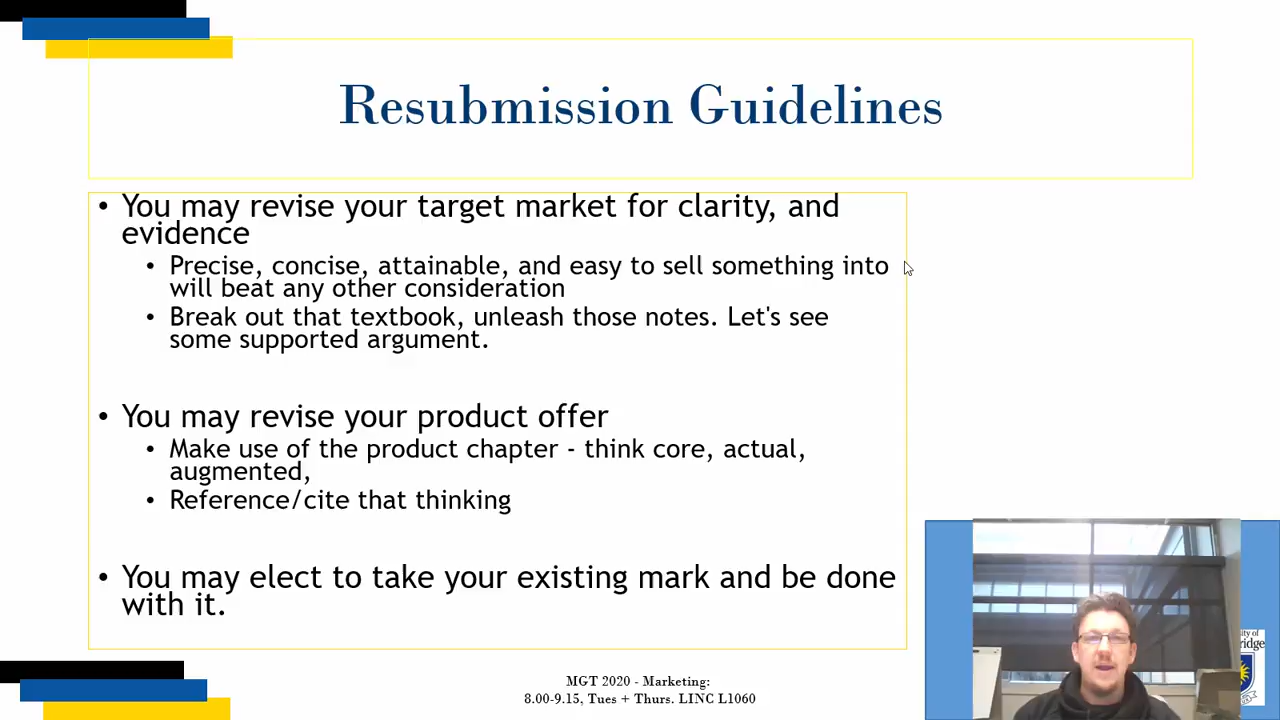 Resubmission Guidelines
• You may revise your target market for clarity, and
evidence
• Precise, concise, attainable, and easy to sell something into
will beat any other consideration
• Break out that textbook, unleash those notes. Let's see
some supported argument.
• You may revise your product offer
• Make use of the product chapter - think core, actual,
augmented,
• Reference/cite that thinking
• You may elect to take your existing mark and be done
with it.
MGT 2020 - Marketing:
8.00-9.15, Tues + Thurs. LINC L1060